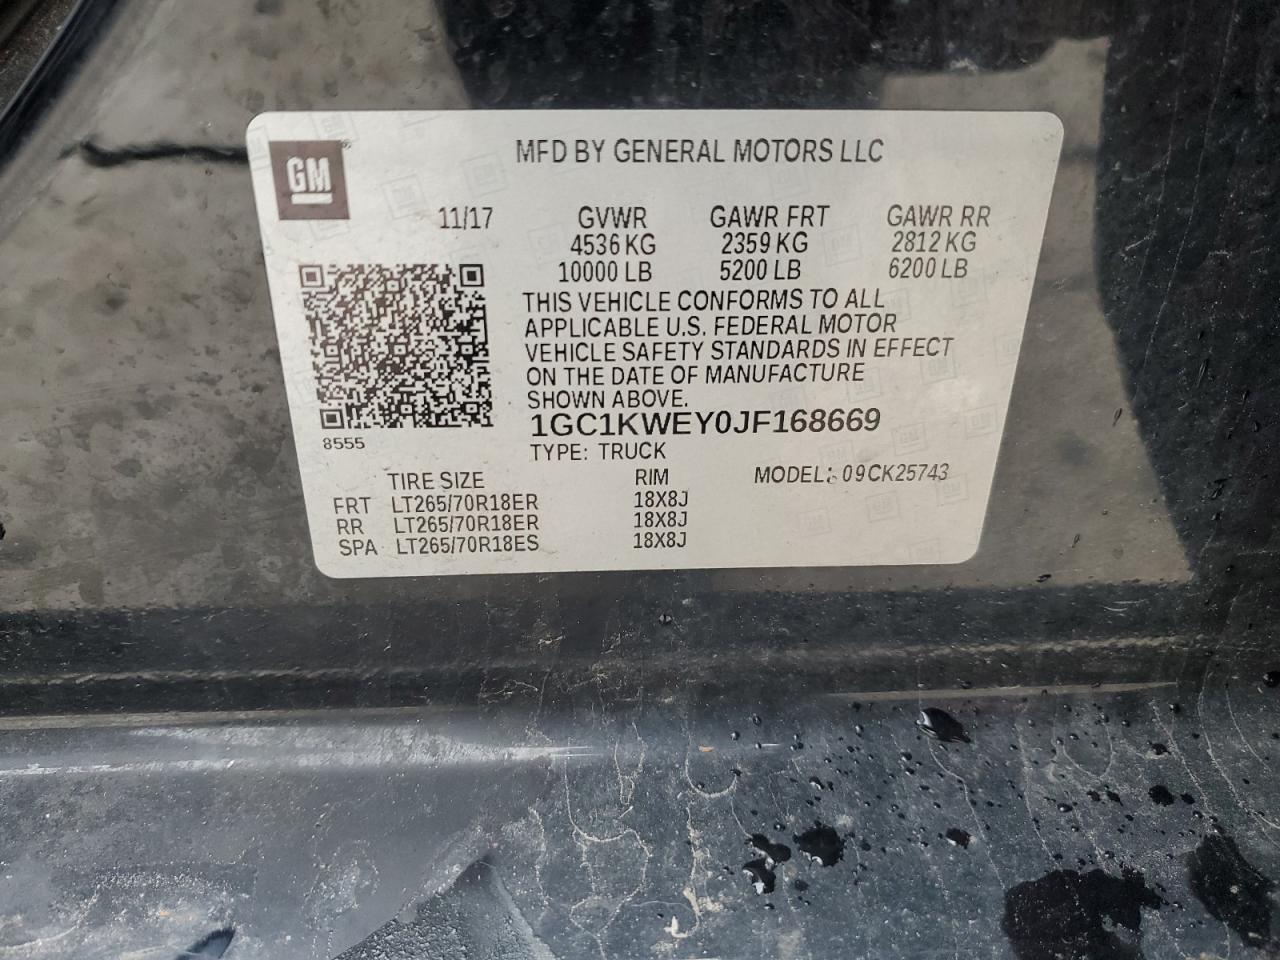 GM
MFD BY GENERAL MOTORS LLC
11/17 GVWR GAWR FRT GAWR RR
4536 KG 2359 KG 2812 KG
10000 LB 5200 LB 6200 LB
THIS VEHICLE CONFORMS TO ALL
APPLICABLE U.S. FEDERAL MOTOR
VEHICLE SAFETY STANDARDS IN EFFECT
ON THE DATE OF MANUFACTURE
SHOWN ABOVE.
1GC1KWEY0JF168669
8555
TYPE: TRUCK
TIRE SIZE RIM MODEL: 09CK25743
FRT LT265/70R18ER 18X8J
RR LT265/70R18ER 18X8J
SPA LT265/70R18ES 18X8J